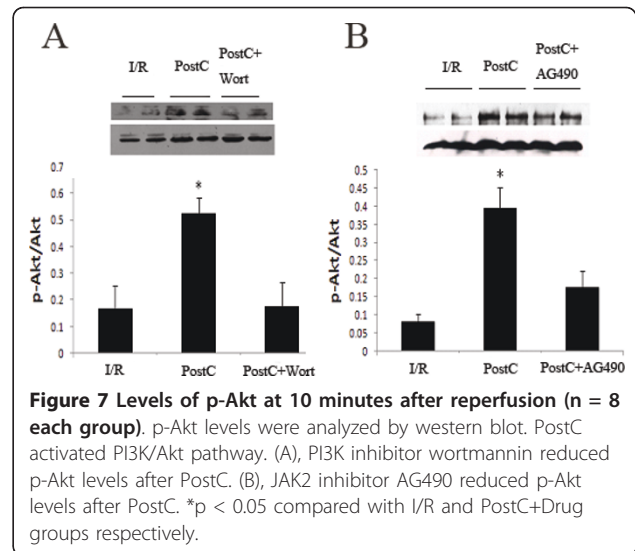 A
I/R PostC PostC+
Wort
p-Akt/Akt
0.7
0.6
0.5
0.4
0.3
0.2
0.1
0
*
I/R PostC PostC+Wort
B
I/R PostC PostC+
AG490
p-Akt/Akt
0.5
0.45
0.4
0.35
0.3
0.25
0.2
0.15
0.1
0.05
0
*
I/R PostC PostC+AG490
Figure 7 Levels of p-Akt at 10 minutes after reperfusion (n = 8
each group). p-Akt levels were analyzed by western blot. PostC
activated PI3K/Akt pathway. (A), PI3K inhibitor wortmannin reduced
p-Akt levels after PostC. (B), JAK2 inhibitor AG490 reduced p-Akt
levels after PostC. *p < 0.05 compared with I/R and PostC+Drug
groups respectively.